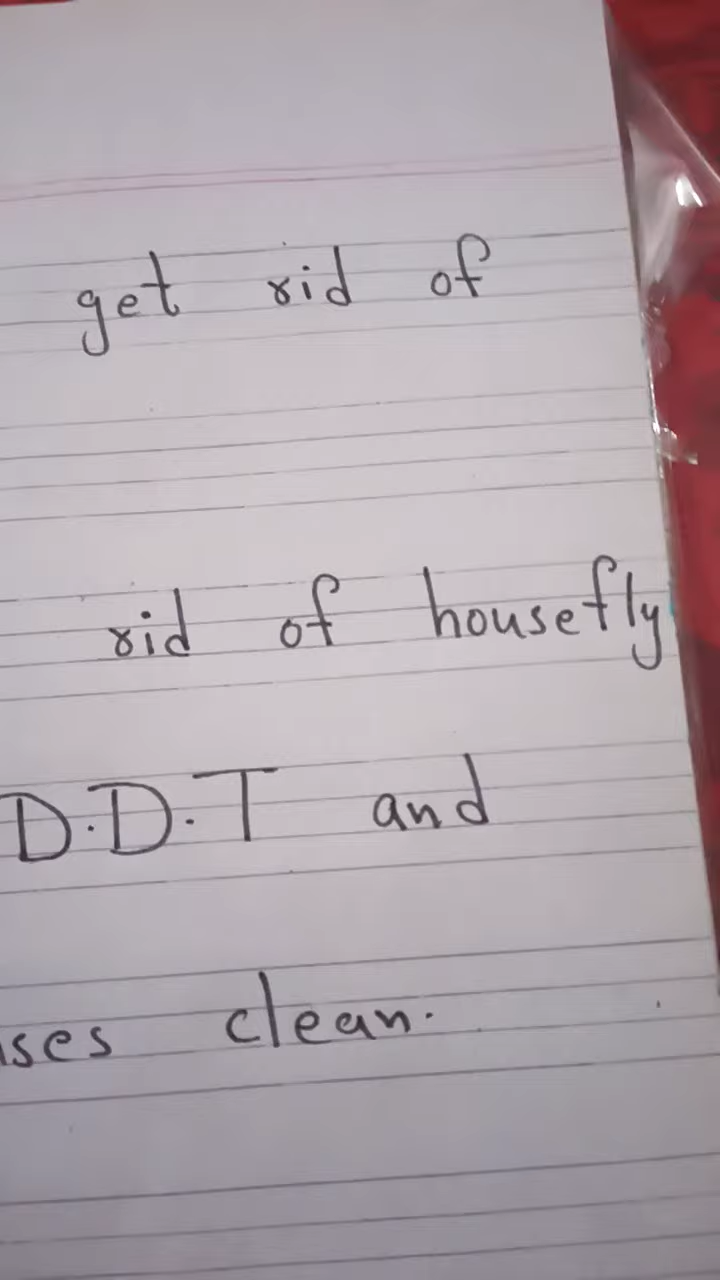 get rid of
rid of housefly
D.D.T and
ses clean.